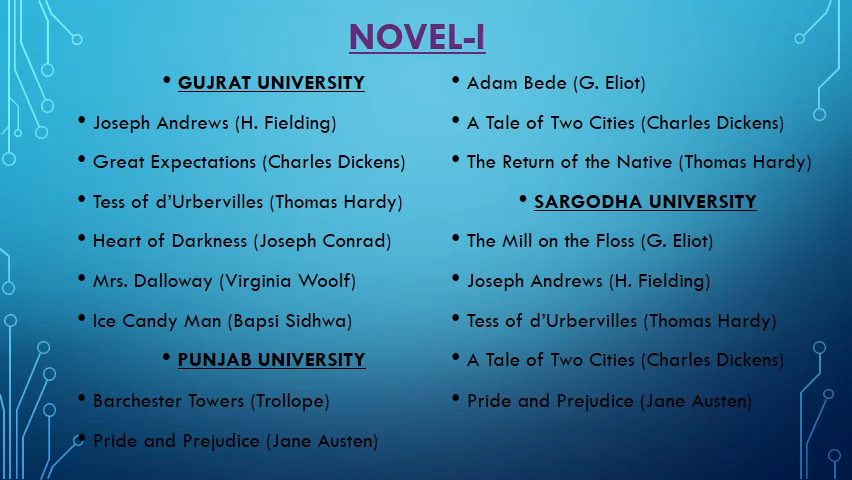 NOVEL-I
• GUJRAT UNIVERSITY
• Joseph Andrews (H. Fielding)
• Great Expectations (Charles Dickens)
• Tess of d’Urbervilles (Thomas Hardy)
• Heart of Darkness (Joseph Conrad)
• Mrs. Dalloway (Virginia Woolf)
• Ice Candy Man (Bapsi Sidhwa)
• PUNJAB UNIVERSITY
• Barchester Towers (Trollope)
• Pride and Prejudice (Jane Austen)
• Adam Bede (G. Eliot)
• A Tale of Two Cities (Charles Dickens)
• The Return of the Native (Thomas Hardy)
• SARGODHA UNIVERSITY
• The Mill on the Floss (G. Eliot)
• Joseph Andrews (H. Fielding)
• Tess of d’Urbervilles (Thomas Hardy)
• A Tale of Two Cities (Charles Dickens)
• Pride and Prejudice (Jane Austen)